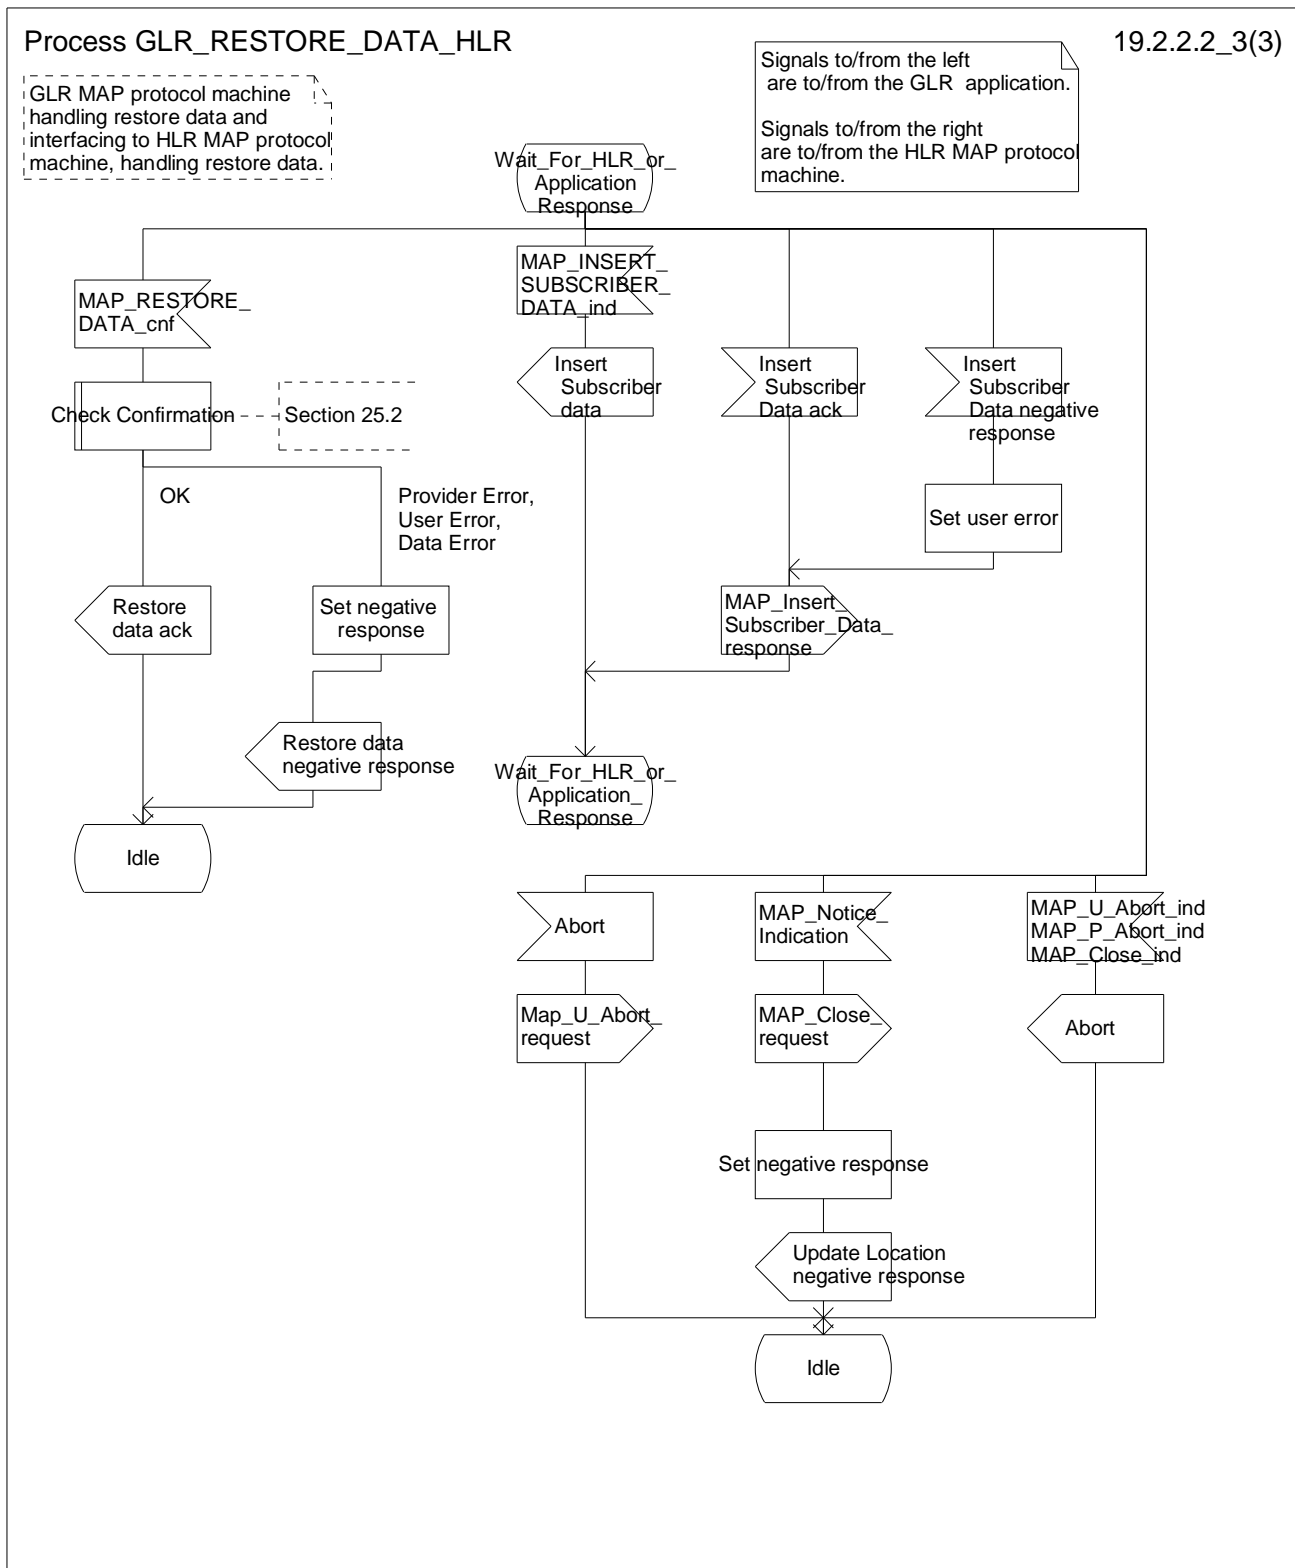 Process GLR_RESTORE_DATA_HLR
19.2.2.2_3(3)
GLR MAP protocol machine
handling restore data and
interfacing to HLR MAP protocol
machine, handling restore data.
Signals to/from the left
are to/from the GLR application.
Signals to/from the right
are to/from the HLR MAP protocol
machine.
Wait_For_HLR_or_
Application
Response
MAP_RESTORE_
DATA_cnf
MAP_INSERT_
SUBSCRIBER_
DATA_ind
Check Confirmation
Section 25.2
Insert
Subscriber
data
Insert
Subscriber
Data ack
Insert
Subscriber
Data negative
response
OK
Provider Error,
User Error,
Data Error
Set user error
Restore
data ack
Set negative
response
MAP_Insert_
Subscriber_Data_
response
Restore data
negative response
Wait_For_HLR_or_
Application_
Response
Idle
Abort
MAP_Notice_
Indication
MAP_U_Abort_ind
MAP_P_Abort_ind
MAP_Close_ind
Map_U_Abort_
request
MAP_Close_
request
Abort
Set negative response
Update Location
negative response
Idle